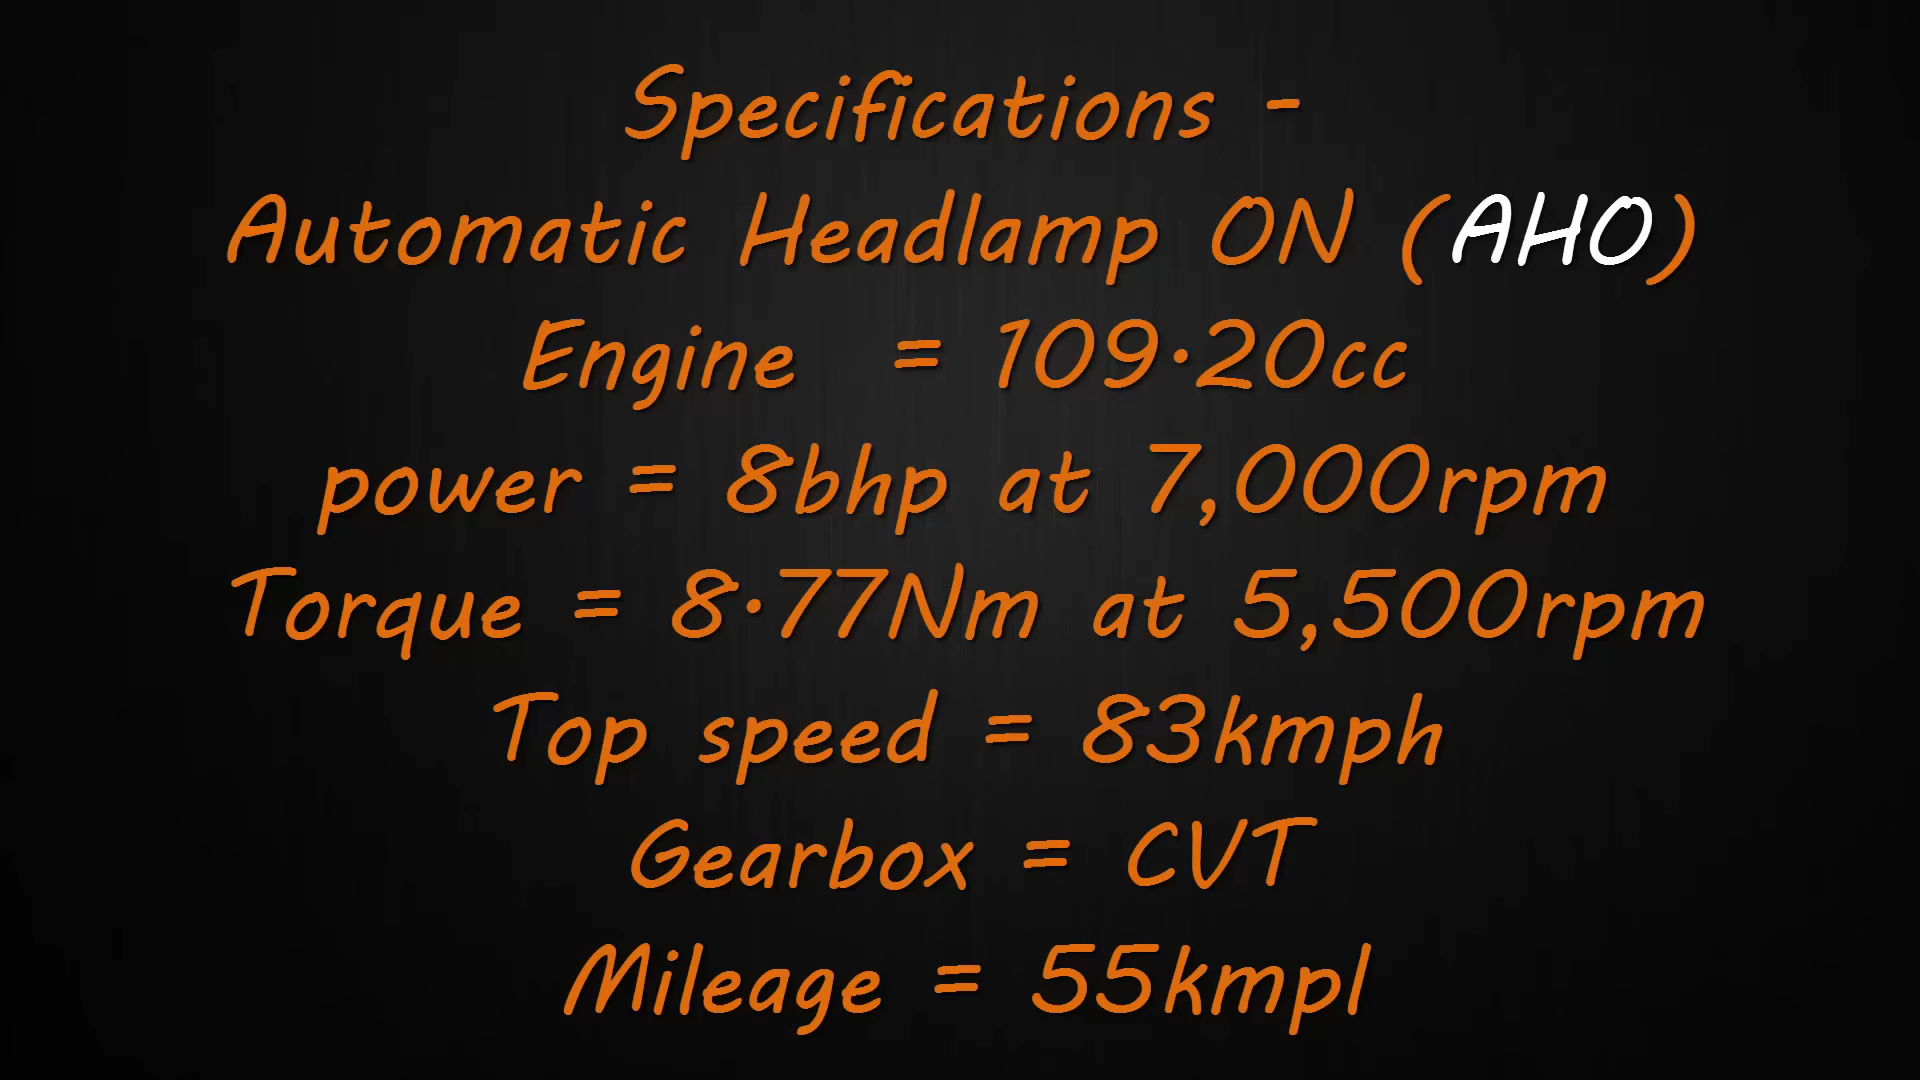 Specifications -
Automatic Headlamp ON (AHO)
Engine = 109.20cc
power = 8bhp at 7,000rpm
Torque = 8.77Nm at 5,500rpm
Top speed = 83kmph
Gearbox = CVT
Mileage = 55kmpl